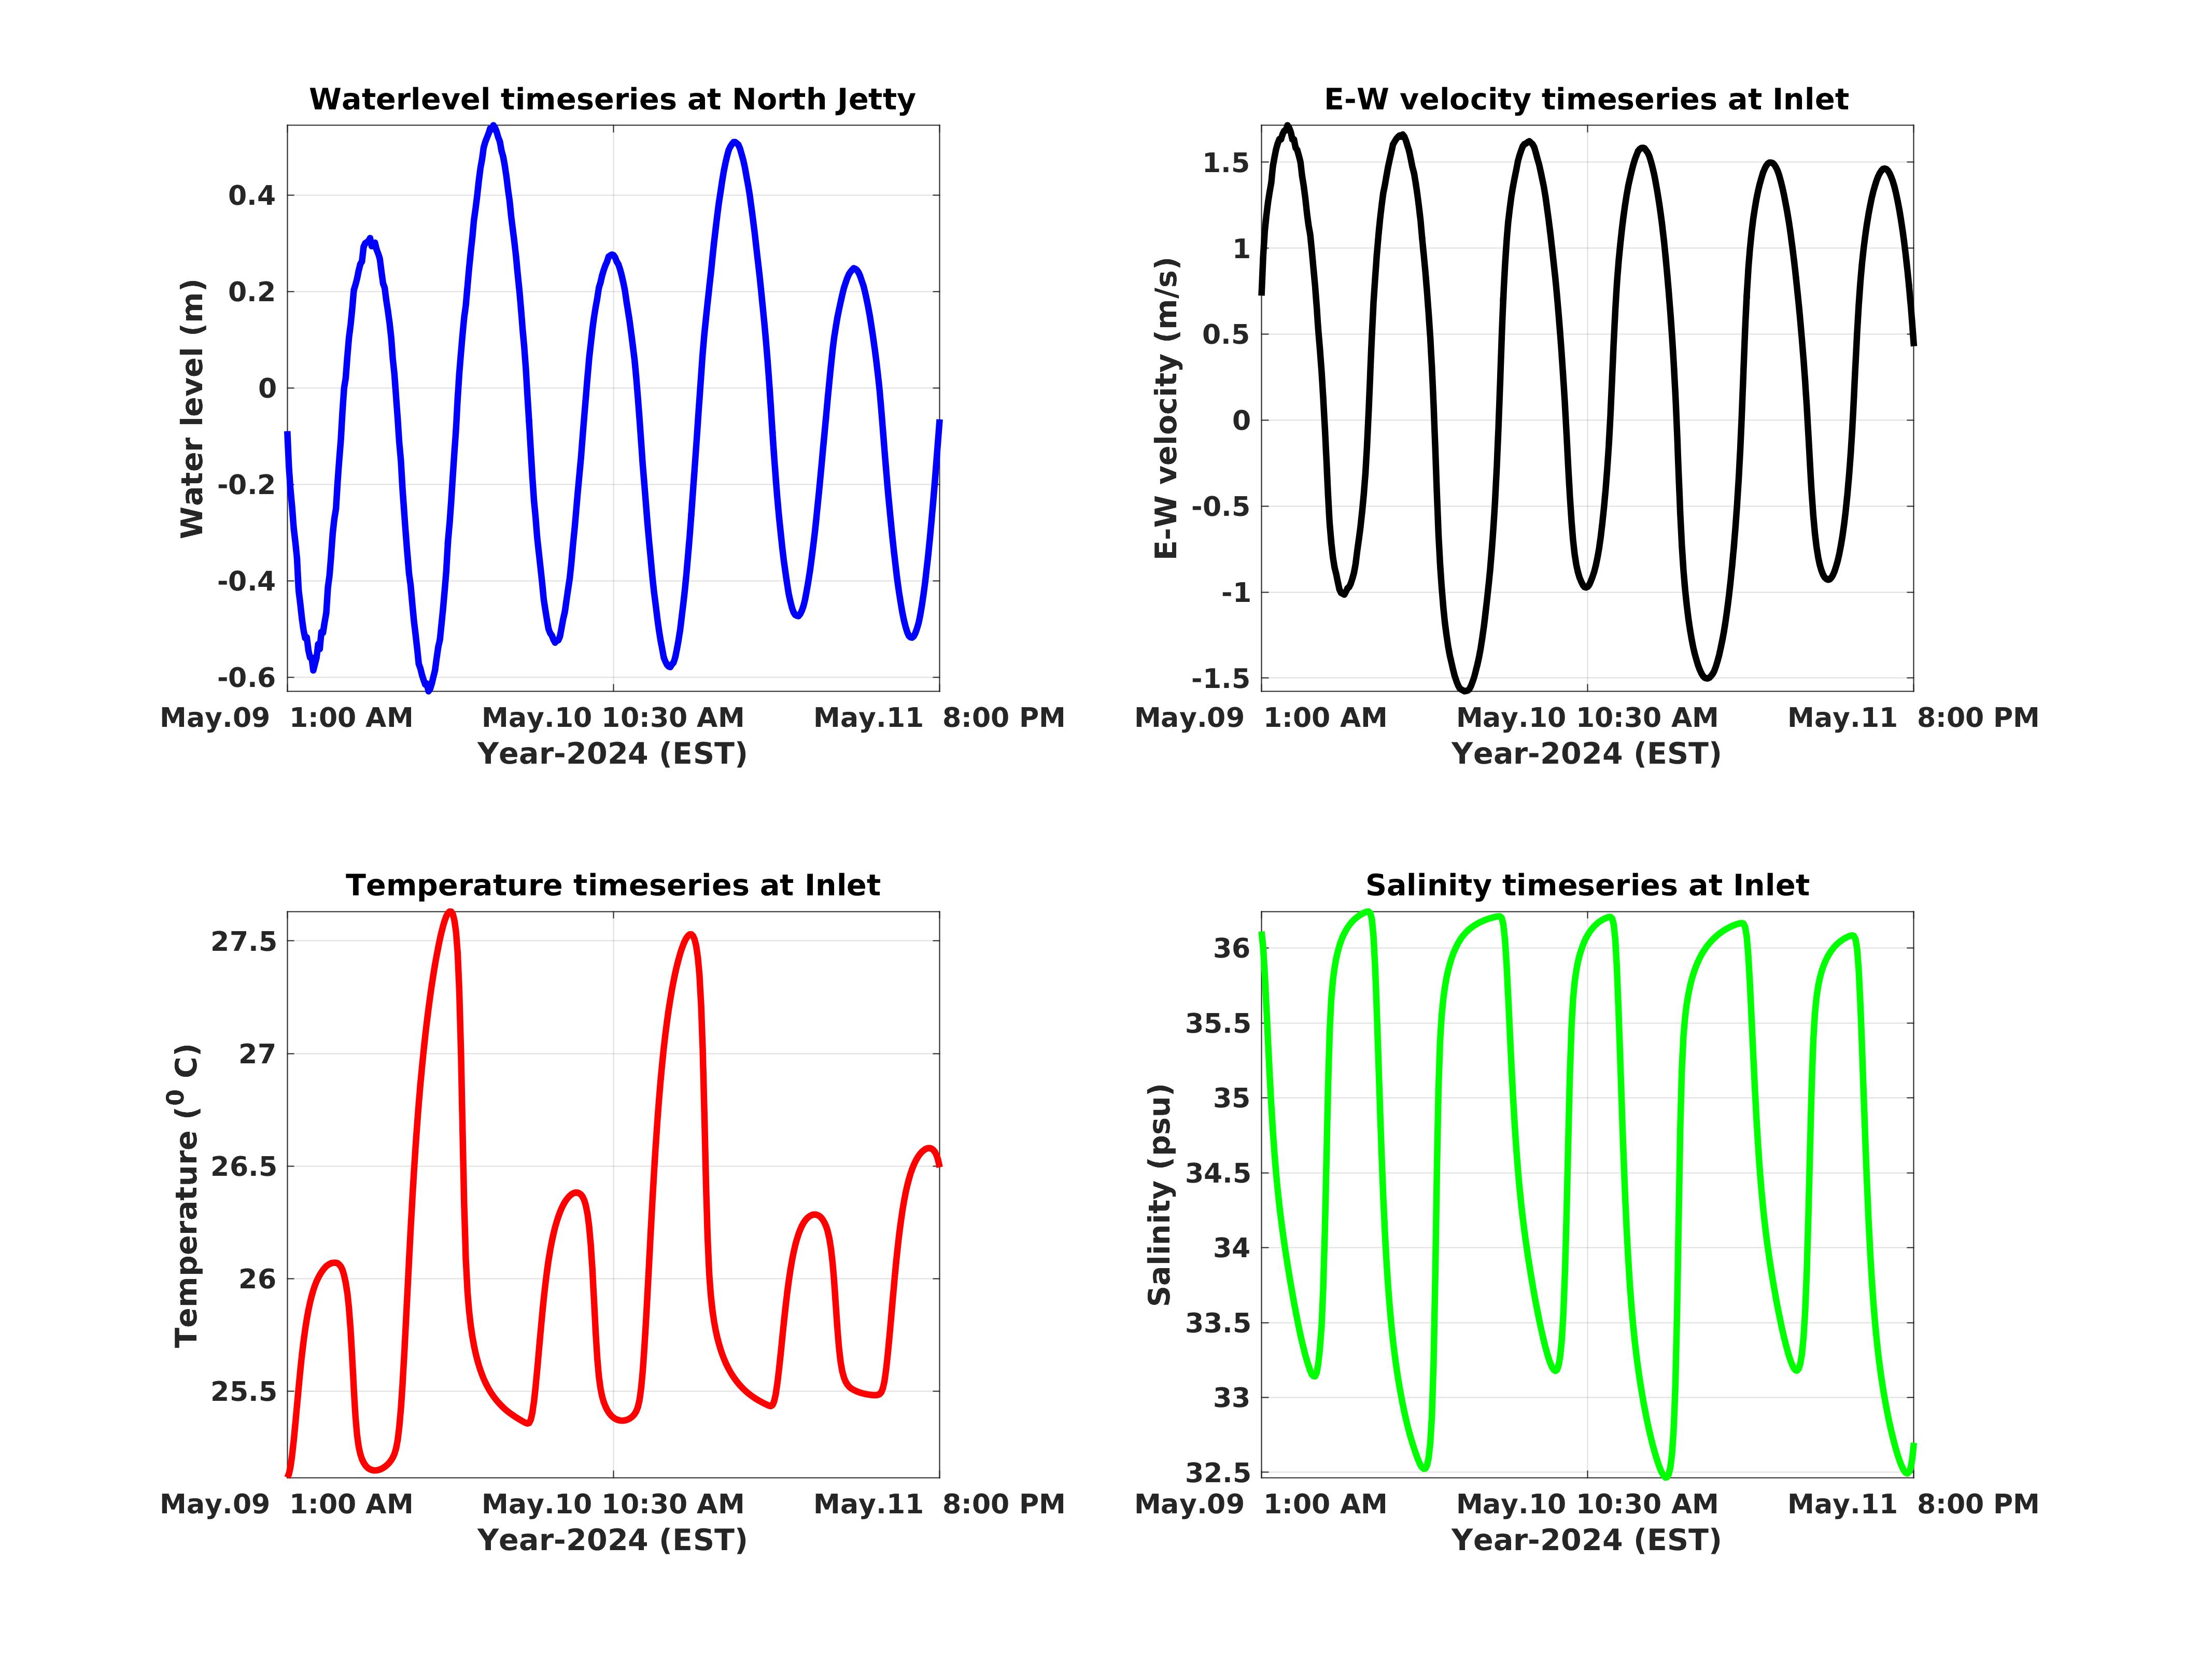 Waterlevel timeseries at North Jetty
Water level (m)
0.4
0.2
0
-0.2
-0.4
-0.6
May.09 1:00 AM May.10 10:30 AM May.11 8:00 PM
Year-2024 (EST)
E-W velocity timeseries at Inlet
E-W velocity (m/s)
1.5
1
0.5
0
-0.5
-1
-1.5
May.09 1:00 AM May.10 10:30 AM May.11 8:00 PM
Year-2024 (EST)
Temperature timeseries at Inlet
Temperature (⁰ C)
27.5
27
26.5
26
25.5
May.09 1:00 AM May.10 10:30 AM May.11 8:00 PM
Year-2024 (EST)
Salinity timeseries at Inlet
Salinity (psu)
36
35.5
35
34.5
34
33.5
33
32.5
May.09 1:00 AM May.10 10:30 AM May.11 8:00 PM
Year-2024 (EST)